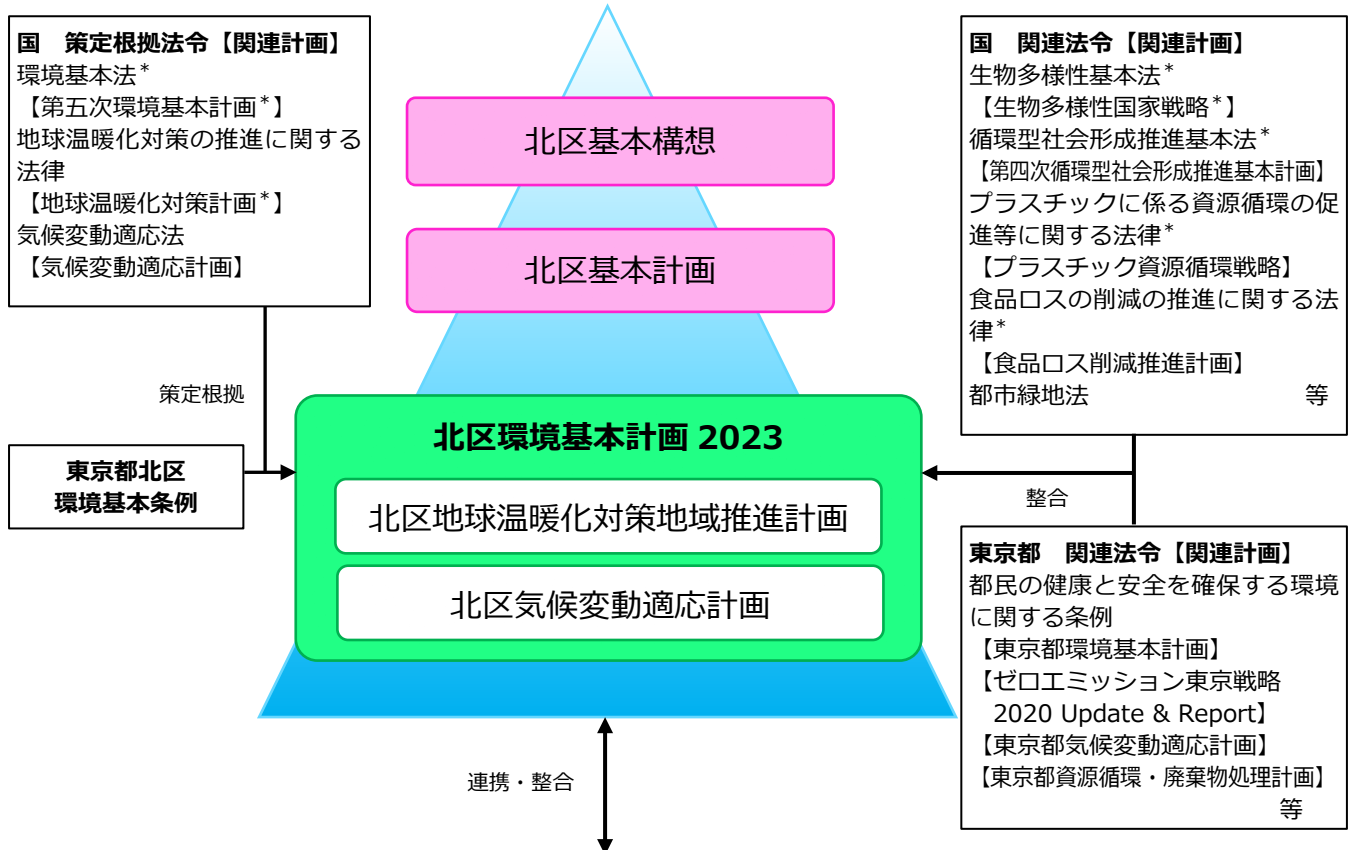 国　策定根拠法令【関連計画】
環境基本法*
【第五次環境基本計画*】
地球温暖化対策の推進に関する
法律
【地球温暖化対策計画*】
気候変動適応法
【気候変動適応計画】
策定根拠
東京都北区
環境基本条例
北区基本構想
北区基本計画
北区環境基本計画 2023
北区地球温暖化対策地域推進計画
北区気候変動適応計画
連携・整合
国　関連法令【関連計画】
生物多様性基本法*
【生物多様性国家戦略*】
循環型社会形成推進基本法*
【第四次循環型社会形成推進基本計画】
プラスチックに係る資源循環の促
進等に関する法律*
【プラスチック資源循環戦略】
食品ロスの削減の推進に関する法
律*
【食品ロス削減推進計画】
都市緑地法　等
整合
東京都　関連法令【関連計画】
都民の健康と安全を確保する環境
に関する条例
【東京都環境基本計画】
【ゼロエミッション東京戦略
2020 Update & Report】
【東京都気候変動適応計画】
【東京都資源循環・廃棄物処理計画】
等